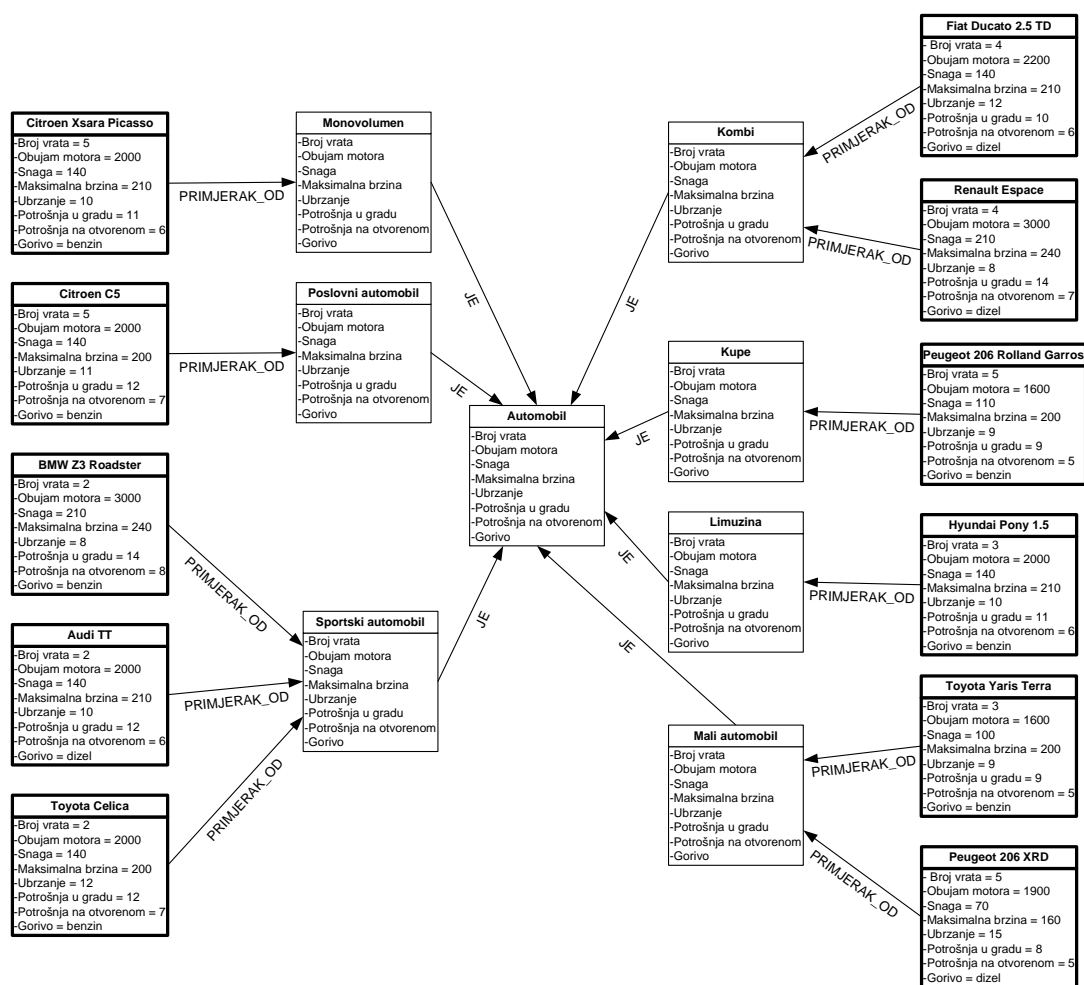 Citroen Xsara Picasso
-Broj vrata = 5
-Obujam motora = 2000
-Snaga = 140
-Maksimalna brzina = 210
-Ubrzanje = 10
-Potrošnja u gradu = 11
-Potrošnja na otvorenom = 6
-Gorivo = benzin
PRIMJERAK_OD
Monovolumen
-Broj vrata
-Obujam motora
-Snaga
-Maksimalna brzina
-Ubrzanje
-Potrošnja u gradu
-Potrošnja na otvorenom
-Gorivo
JE
Citroen C5
-Broj vrata = 5
-Obujam motora = 2000
-Snaga = 140
-Maksimalna brzina = 200
-Ubrzanje = 11
-Potrošnja u gradu = 12
-Potrošnja na otvorenom = 7
-Gorivo = benzin
PRIMJERAK_OD
Poslovni automobil
-Broj vrata
-Obujam motora
-Snaga
-Maksimalna brzina
-Ubrzanje
-Potrošnja u gradu
-Potrošnja na otvorenom
-Gorivo
JE
BMW Z3 Roadster
-Broj vrata = 2
-Obujam motora = 3000
-Snaga = 210
-Maksimalna brzina = 240
-Ubrzanje = 8
-Potrošnja u gradu = 14
-Potrošnja na otvorenom = 8
-Gorivo = benzin
PRIMJERAK_OD
Audi TT
-Broj vrata = 2
-Obujam motora = 2000
-Snaga = 140
-Maksimalna brzina = 210
-Ubrzanje = 10
-Potrošnja u gradu = 12
-Potrošnja na otvorenom = 6
-Gorivo = dizel
PRIMJERAK_OD
Toyota Celica
-Broj vrata = 2
-Obujam motora = 2000
-Snaga = 140
-Maksimalna brzina = 200
-Ubrzanje = 12
-Potrošnja u gradu = 12
-Potrošnja na otvorenom = 7
-Gorivo = benzin
PRIMJERAK_OD
Sportski automobil
-Broj vrata
-Obujam motora
-Snaga
-Maksimalna brzina
-Ubrzanje
-Potrošnja u gradu
-Potrošnja na otvorenom
-Gorivo
JE
Automobil
-Broj vrata
-Obujam motora
-Snaga
-Maksimalna brzina
-Ubrzanje
-Potrošnja u gradu
-Potrošnja na otvorenom
-Gorivo
Kombi
-Broj vrata
-Obujam motora
-Snaga
-Maksimalna brzina
-Ubrzanje
-Potrošnja u gradu
-Potrošnja na otvorenom
-Gorivo
JE
Fiat Ducato 2.5 TD
- Broj vrata = 4
-Obujam motora = 2200
-Snaga = 140
-Maksimalna brzina = 210
-Ubrzanje = 12
-Potrošnja u gradu = 10
-Potrošnja na otvorenom = 6
-Gorivo = dizel
PRIMJERAK_OD
Renault Espace
-Broj vrata = 4
-Obujam motora = 3000
-Snaga = 210
-Maksimalna brzina = 240
-Ubrzanje = 8
-Potrošnja u gradu = 14
-Potrošnja na otvorenom = 7
-Gorivo = dizel
PRIMJERAK_OD
Kupe
-Broj vrata
-Obujam motora
-Snaga
-Maksimalna brzina
-Ubrzanje
-Potrošnja u gradu
-Potrošnja na otvorenom
-Gorivo
JE
Peugeot 206 Rolland Garros
-Broj vrata = 5
-Obujam motora = 1600
-Snaga = 110
-Maksimalna brzina = 200
-Ubrzanje = 9
-Potrošnja u gradu = 9
-Potrošnja na otvorenom = 5
-Gorivo = benzin
PRIMJERAK_OD
Limuzina
-Broj vrata
-Obujam motora
-Snaga
-Maksimalna brzina
-Ubrzanje
-Potrošnja u gradu
-Potrošnja na otvorenom
-Gorivo
JE
Hyundai Pony 1.5
-Broj vrata = 3
-Obujam motora = 2000
-Snaga = 140
-Maksimalna brzina = 210
-Ubrzanje = 10
-Potrošnja u gradu = 11
-Potrošnja na otvorenom = 6
-Gorivo = benzin
PRIMJERAK_OD
Mali automobil
-Broj vrata
-Obujam motora
-Snaga
-Maksimalna brzina
-Ubrzanje
-Potrošnja u gradu
-Potrošnja na otvorenom
-Gorivo
JE
Toyota Yaris Terra
-Broj vrata = 3
-Obujam motora = 1600
-Snaga = 100
-Maksimalna brzina = 200
-Ubrzanje = 9
-Potrošnja u gradu = 9
-Potrošnja na otvorenom = 5
-Gorivo = benzin
PRIMJERAK_OD
Peugeot 206 XRD
- Broj vrata = 5
-Obujam motora = 1900
-Snaga = 70
-Maksimalna brzina = 160
-Ubrzanje = 15
-Potrošnja u gradu = 8
-Potrošnja na otvorenom = 5
-Gorivo = dizel
PRIMJERAK_OD